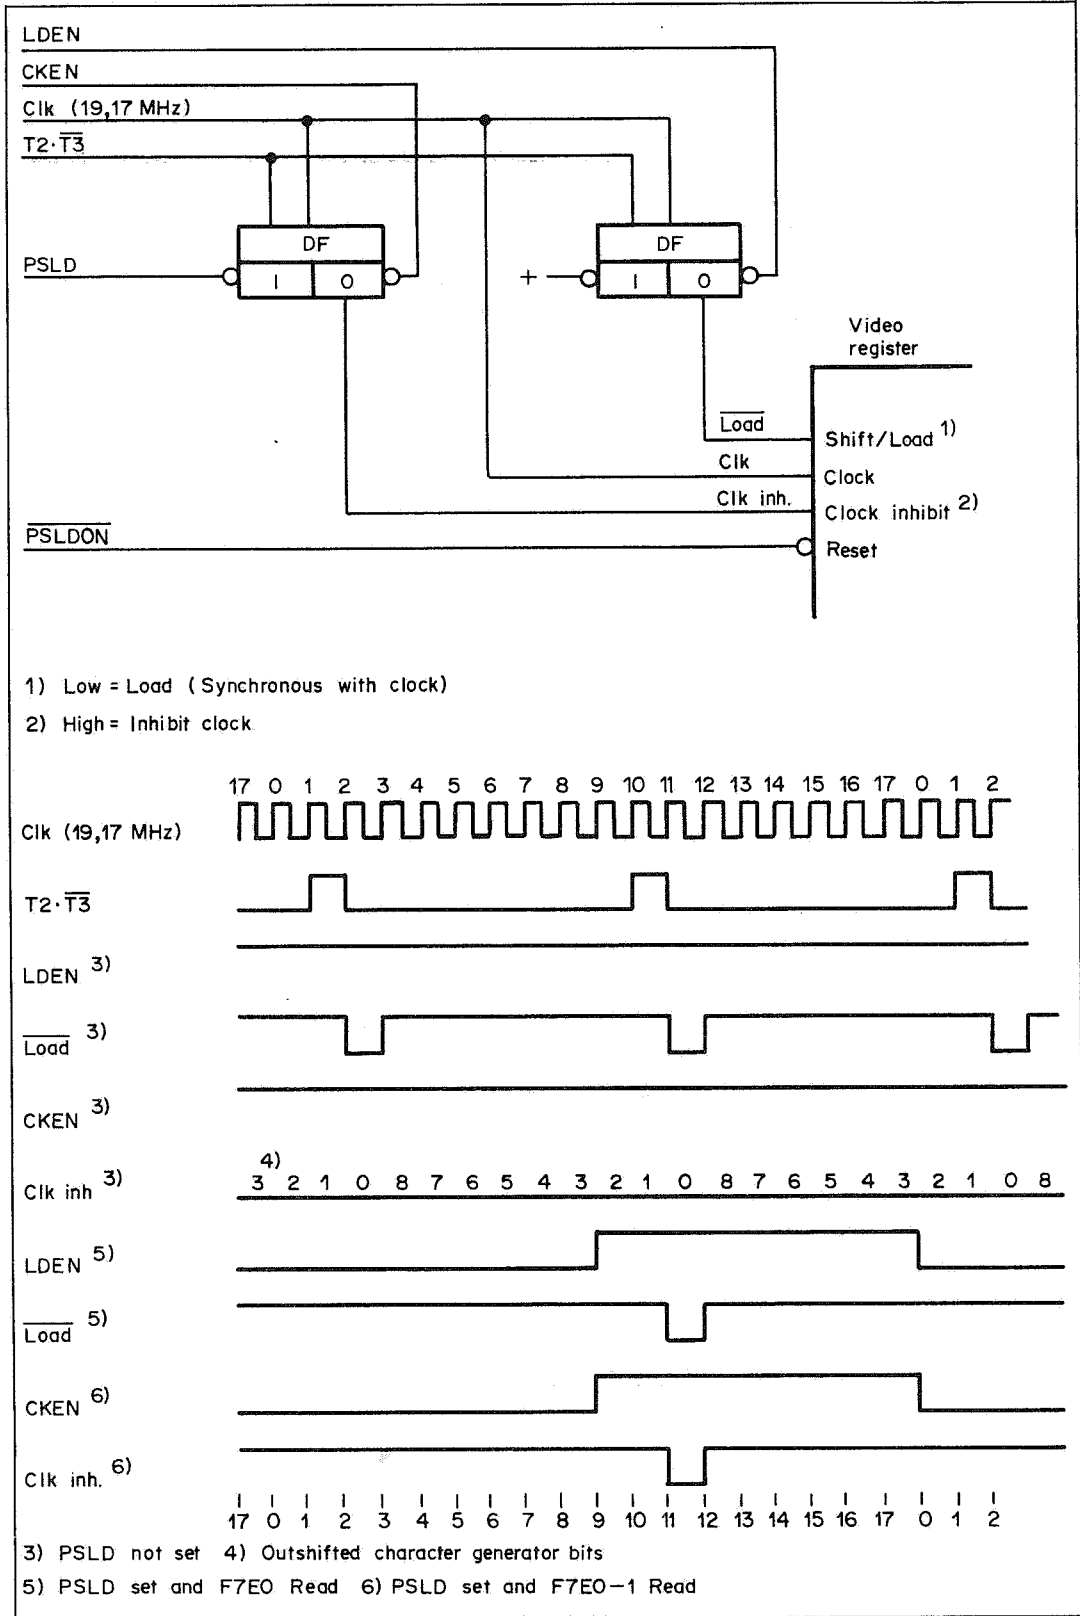 LDEN
CKEN
Clk (19,17 MHz)
T2·T̅3̅
DF
DF
PSLD
1 0
+
1 0
Video
register
L̅o̅a̅d̅
Shift/Load 1)
Clk
Clock
Clk inh.
Clock inhibit 2)
P̅S̅L̅D̅O̅N̅
Reset
1) Low = Load (Synchronous with clock)
2) High = Inhibit clock
17 0 1 2 3 4 5 6 7 8 9 10 11 12 13 14 15 16 17 0 1 2
Clk (19,17 MHz)
T2·T̅3̅
LDEN 3)
L̅o̅a̅d̅ 3)
CKEN 3)
4)
Clk inh 3) 3 2 1 0 8 7 6 5 4 3 2 1 0 8 7 6 5 4 3 2 1 0 8
LDEN 5)
L̅o̅a̅d̅ 5)
CKEN 6)
Clk inh. 6)
17 0 1 2 3 4 5 6 7 8 9 10 11 12 13 14 15 16 17 0 1 2
3) PSLD not set 4) Outshifted character generator bits
5) PSLD set and F7E0 Read 6) PSLD set and F7E0-1 Read